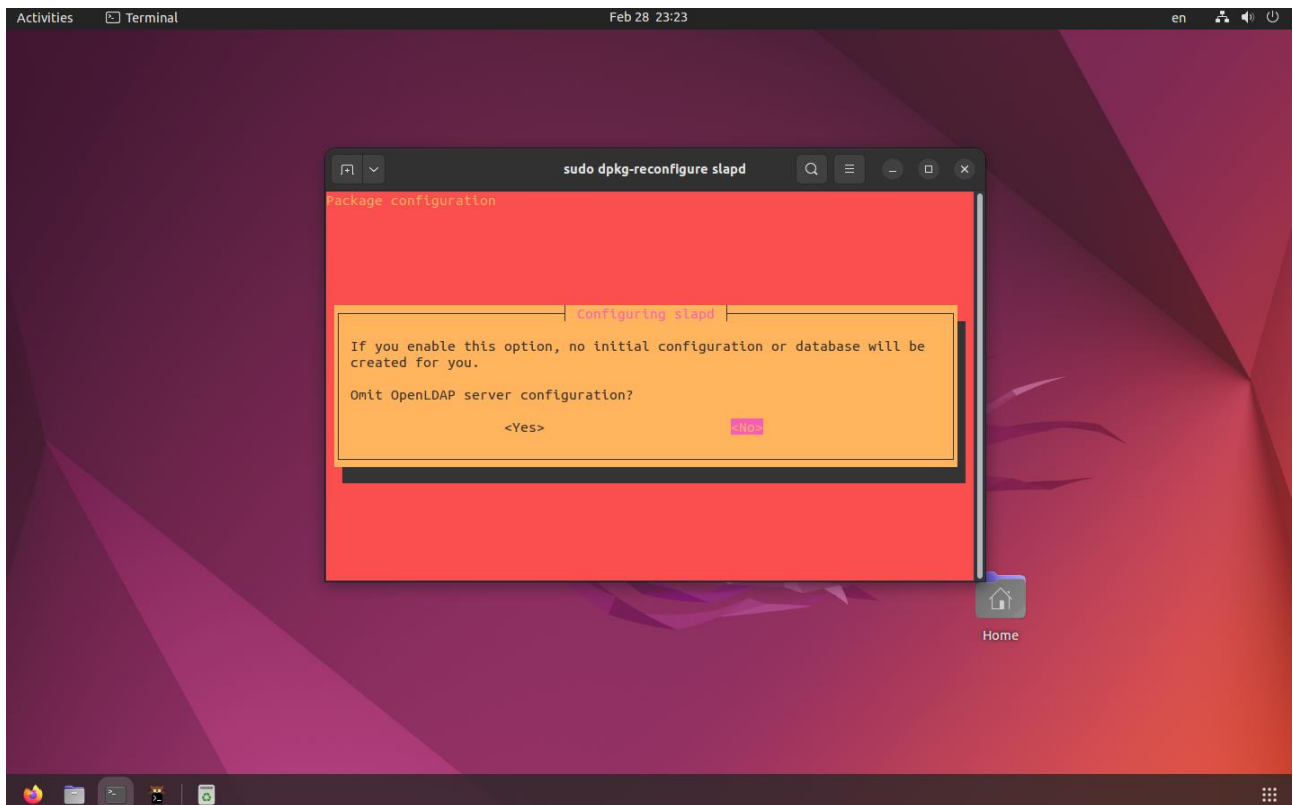 Activities Terminal Feb 28 23:23 en
sudo dpkg-reconfigure slapd
Package configuration
Configuring slapd
If you enable this option, no initial configuration or database will be
created for you.
Omit OpenLDAP server configuration?
<Yes> <No>
Home